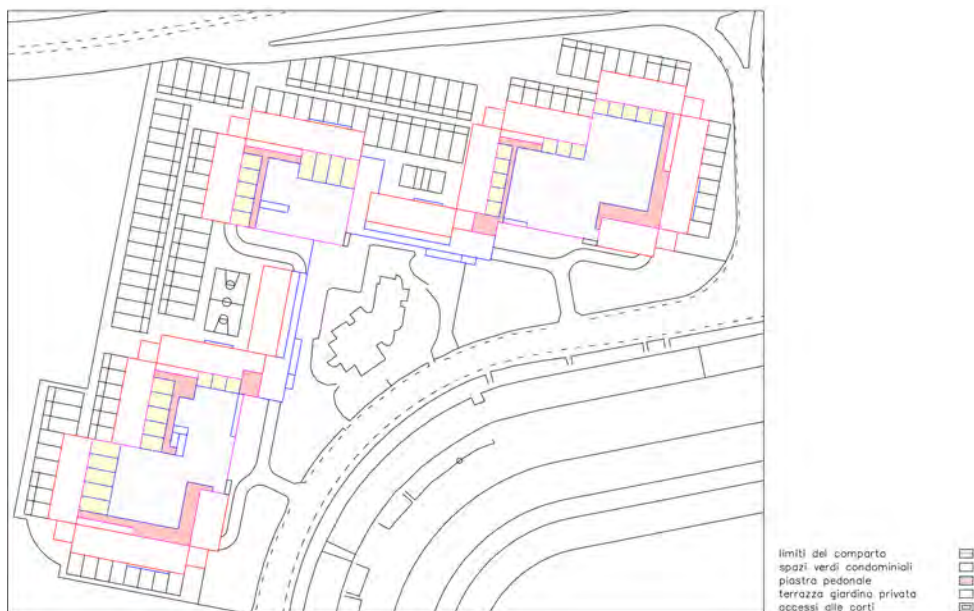 limiti del comparto
spazi verdi condominiali
piastra pedonale
terrazza giardino privata
accessi alle corti